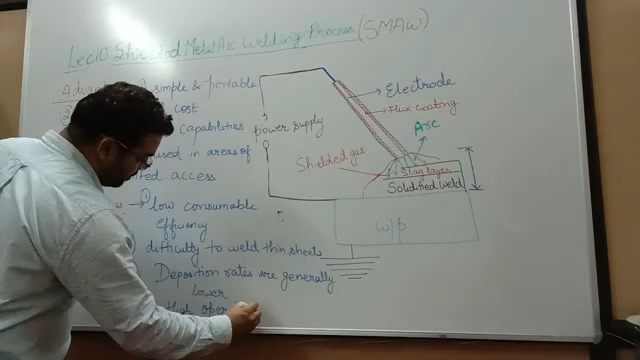 Lec10 Shielded Metal Arc Welding Process (SMAW)
simple & portable
cost
capabilities
used in areas of
access
low consumable
effiuency
difficulty to weld thin sheets
Deposition rates are generally
lower
power supply
Electrode
Flux coating
Arc
Shielded gas
Slag layer
Solidified weld
w/p